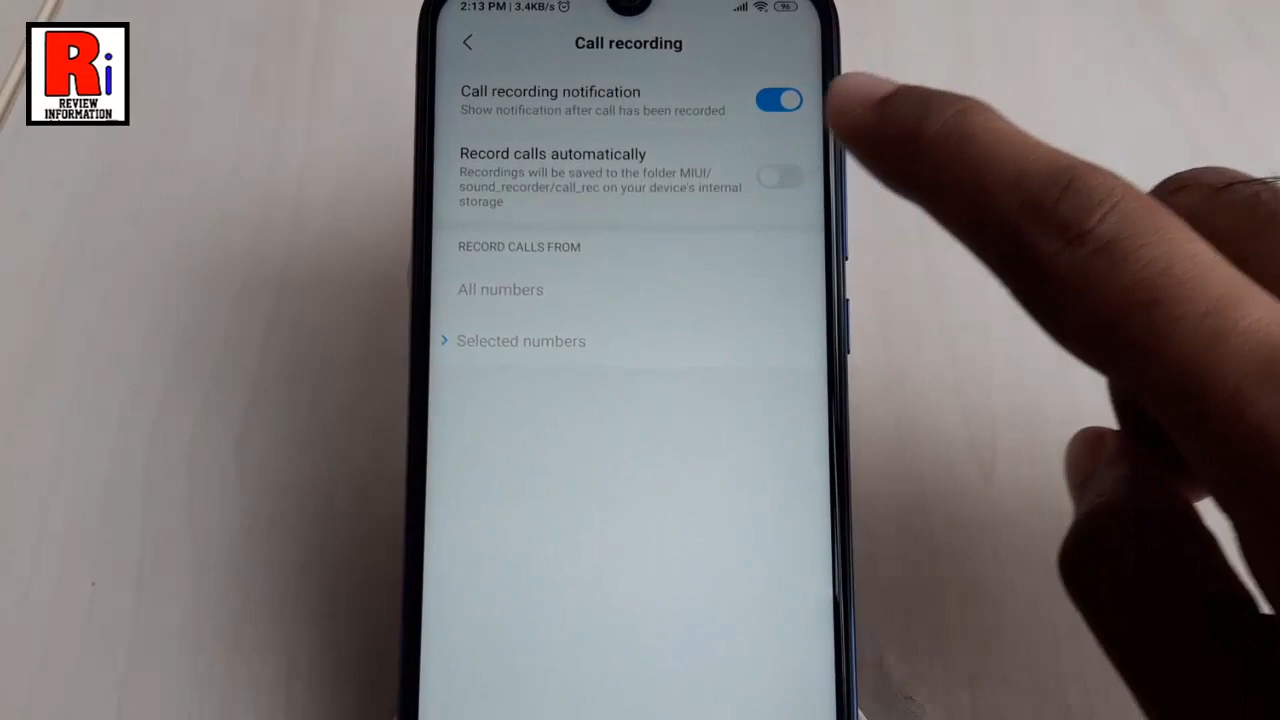 Ri
REVIEW
INFORMATION
2:13 PM | 3.4KB/s
96
Call recording
Call recording notification
Show notification after call has been recorded
Record calls automatically
Recordings will be saved to the folder MIUI/
sound_recorder/call_rec on your device's internal
storage
RECORD CALLS FROM
All numbers
Selected numbers